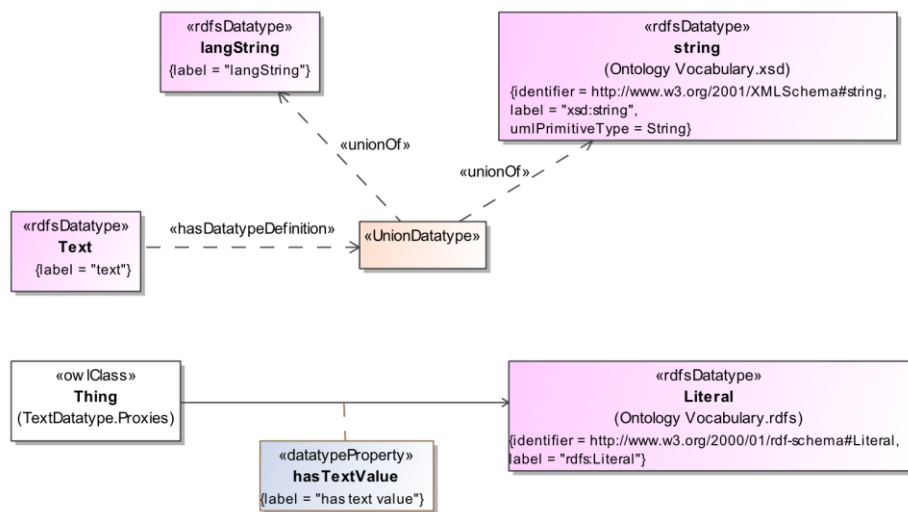 «rdfsDatatype»
langString
{label = "langString"}
«rdfsDatatype»
string
(Ontology Vocabulary.xsd)
{identifier = http://www.w3.org/2001/XMLSchema#string,
label = "xsd:string",
umlPrimitiveType = String}
«unionOf»
«unionOf»
«rdfsDatatype»
Text
{label = "text"}
«hasDatatypeDefinition»
«UnionDatatype»
«owlClass»
Thing
(TextDatatype.Proxies)
«rdfsDatatype»
Literal
(Ontology Vocabulary.rdfs)
{identifier = http://www.w3.org/2000/01/rdf-schema#Literal,
label = "rdfs:Literal"}
«datatypeProperty»
hasTextValue
{label = "has text value"}